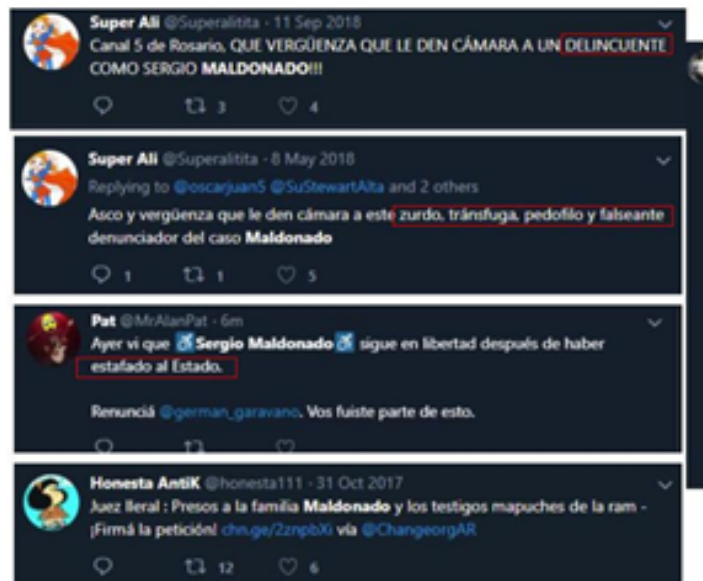 Super Ali @Superalitita · 11 Sep 2018
Canal 5 de Rosario, QUE VERGÜENZA QUE LE DEN CÁMARA A UN DELINCUENTE
COMO SERGIO MALDONADO!!!
3 4
Super Ali @Superalitita · 8 May 2018
Replying to @oscarjuan5 @SuStewartAlta and 2 others
Asco y vergüenza que le den cámara a este zurdo, tránsfuga, pedofilo y falseante
denunciador del caso Maldonado
1 1 5
Pat @MrAlanPat · 6m
Ayer vi que ♿Sergio Maldonado♿ sigue en libertad después de haber
estafado al Estado.
Renunciá @german_garavano. Vos fuiste parte de esto.
Honesta AntiK @honesta111 · 31 Oct 2017
Juez lleral : Presos a la familia Maldonado y los testigos mapuches de la ram -
¡Firmá la petición! chn.ge/2znpbXi vía @ChangeorgAR
12 6